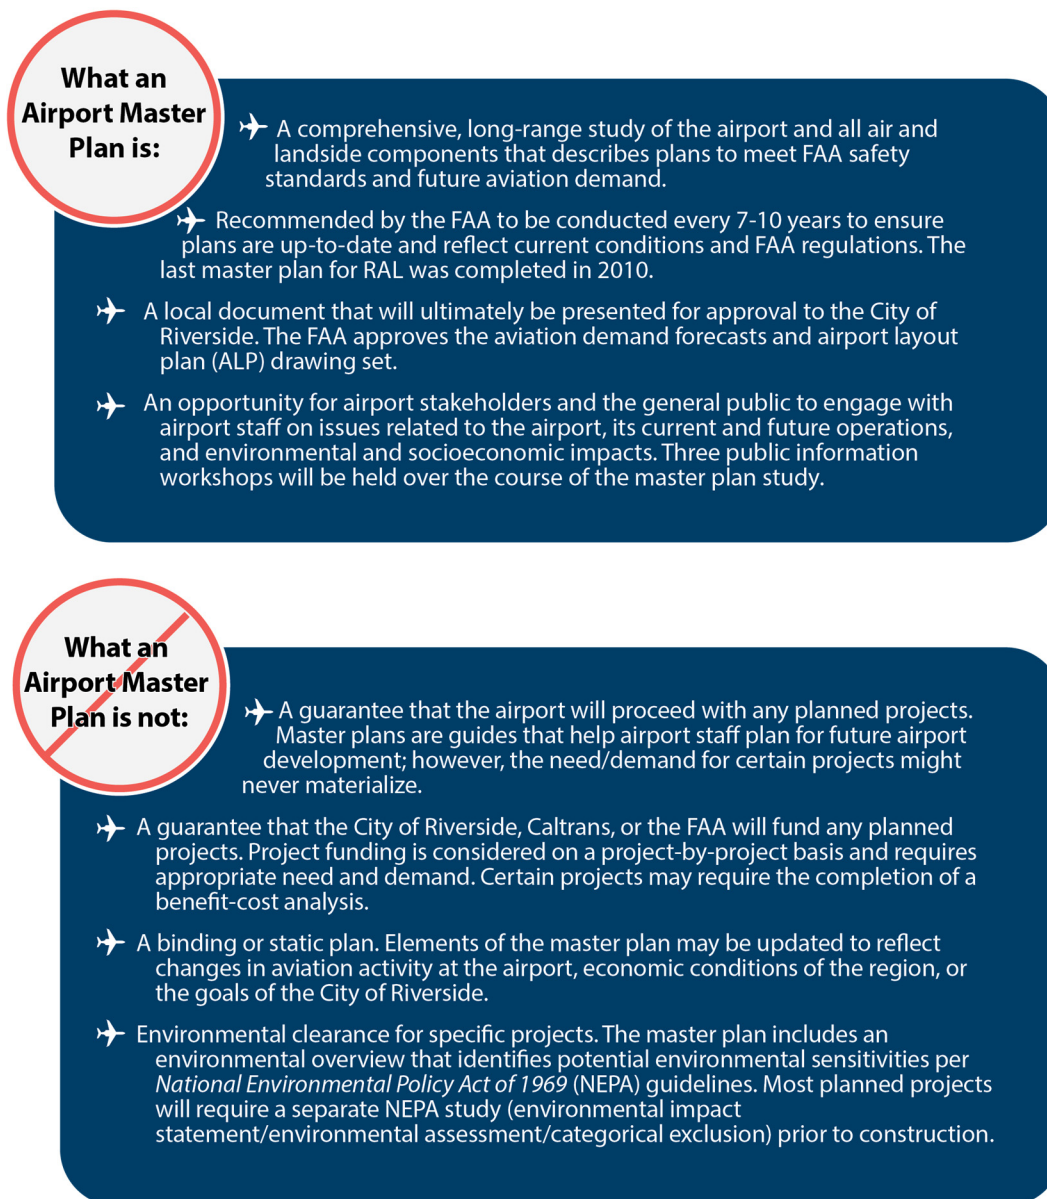 What an
Airport Master
Plan is:
A comprehensive, long-range study of the airport and all air and
landside components that describes plans to meet FAA safety
standards and future aviation demand.
Recommended by the FAA to be conducted every 7-10 years to ensure
plans are up-to-date and reflect current conditions and FAA regulations. The
last master plan for RAL was completed in 2010.
A local document that will ultimately be presented for approval to the City of
Riverside. The FAA approves the aviation demand forecasts and airport layout
plan (ALP) drawing set.
An opportunity for airport stakeholders and the general public to engage with
airport staff on issues related to the airport, its current and future operations,
and environmental and socioeconomic impacts. Three public information
workshops will be held over the course of the master plan study.
What an
Airport Master
Plan is not:
A guarantee that the airport will proceed with any planned projects.
Master plans are guides that help airport staff plan for future airport
development; however, the need/demand for certain projects might
never materialize.
A guarantee that the City of Riverside, Caltrans, or the FAA will fund any planned
projects. Project funding is considered on a project-by-project basis and requires
appropriate need and demand. Certain projects may require the completion of a
benefit-cost analysis.
A binding or static plan. Elements of the master plan may be updated to reflect
changes in aviation activity at the airport, economic conditions of the region, or
the goals of the City of Riverside.
Environmental clearance for specific projects. The master plan includes an
environmental overview that identifies potential environmental sensitivities per
National Environmental Policy Act of 1969 (NEPA) guidelines. Most planned projects
will require a separate NEPA study (environmental impact
statement/environmental assessment/categorical exclusion) prior to construction.